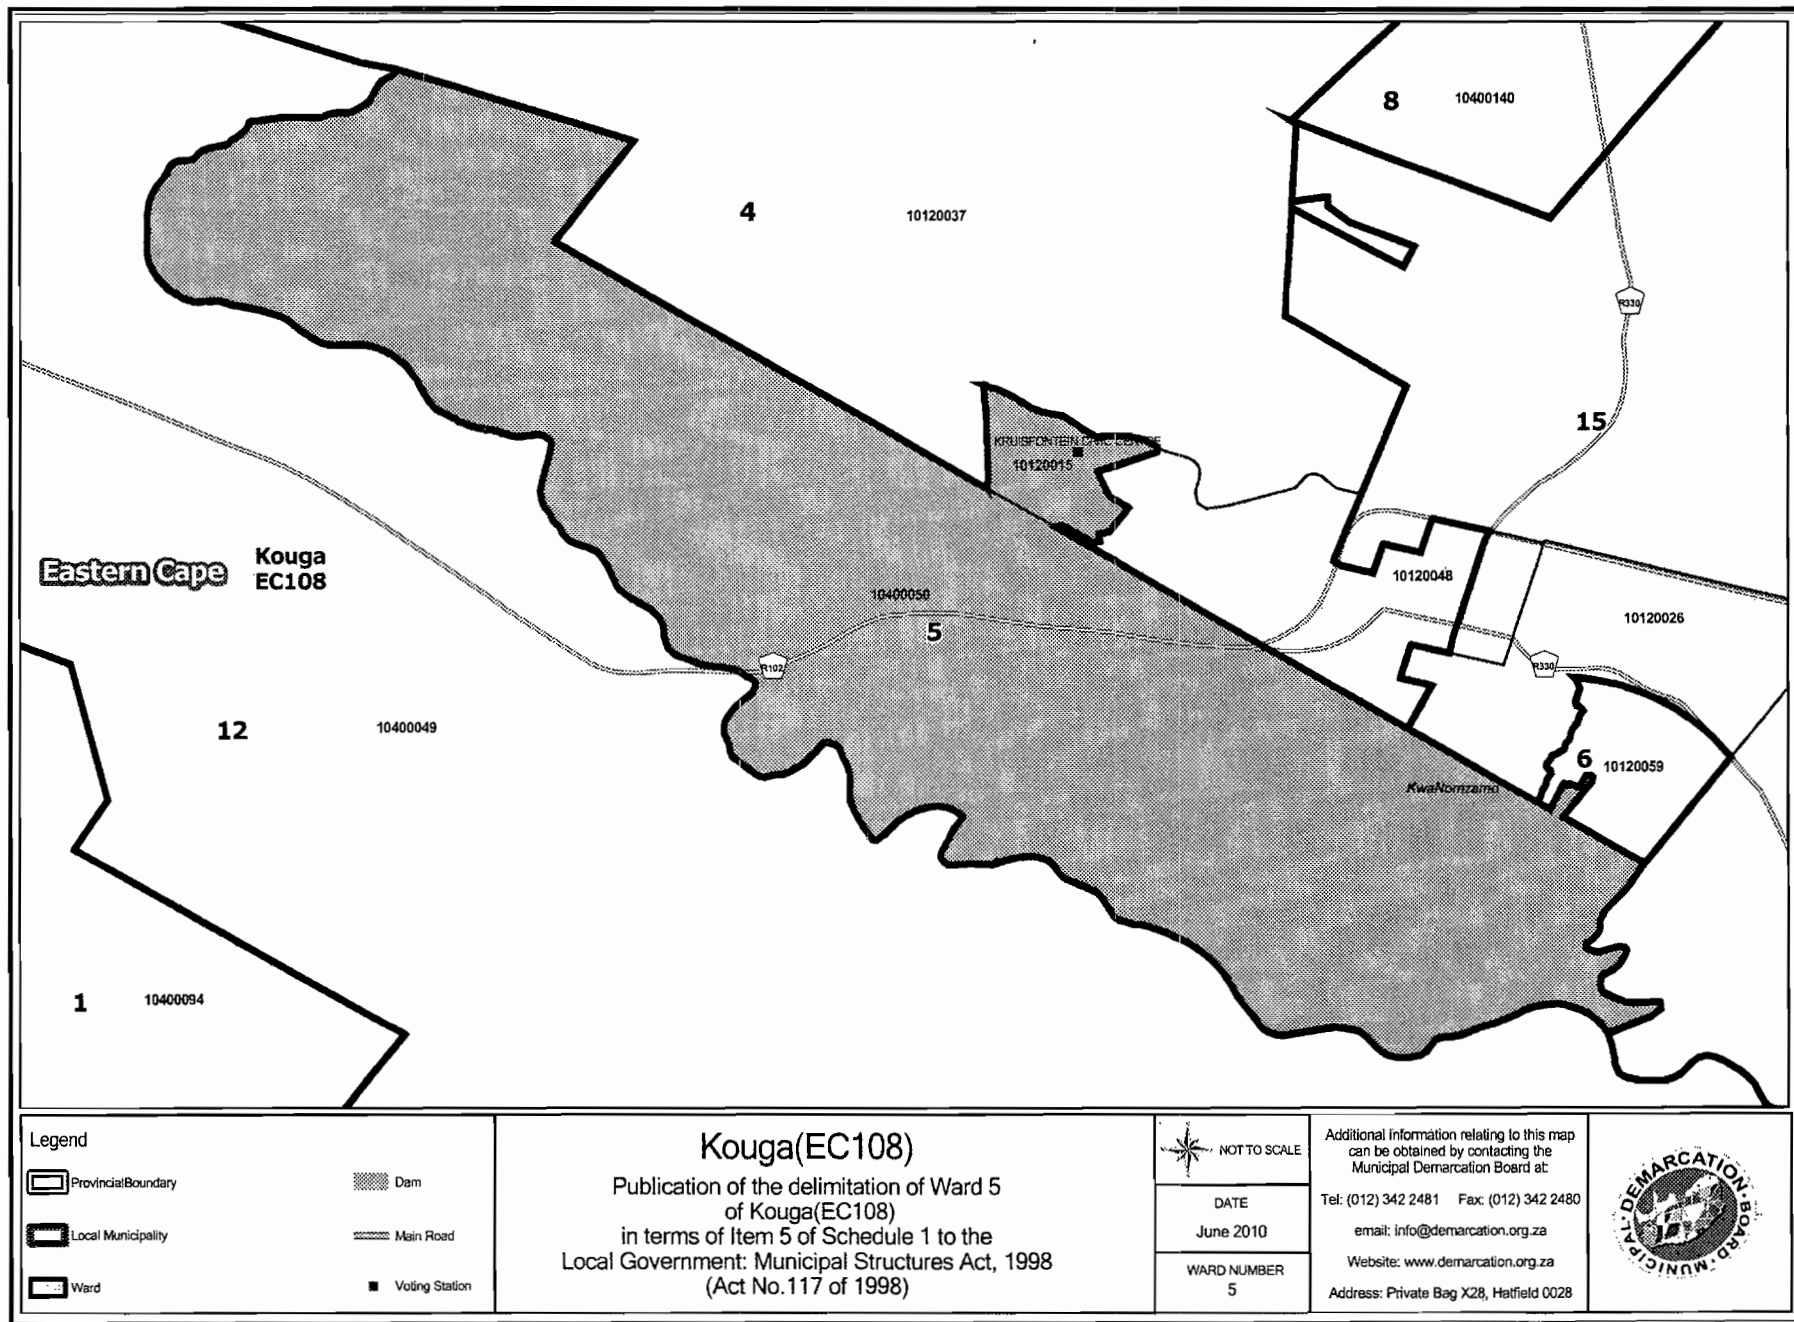 8
10400140
4
10120037
R330
15
KRUISFONTEIN CIVIC CENTRE
10120015
Eastern Cape
Kouga
EC108
10400050
5
10120048
10120026
R102
R330
12
10400049
6
10120059
KwaNomzamo
1
10400094
Legend
ProvincialBoundary
Dam
Local Municipality
Main Road
Ward
Voting Station
Kouga(EC108)
Publication of the delimitation of Ward 5
of Kouga(EC108)
in terms of Item 5 of Schedule 1 to the
Local Government: Municipal Structures Act, 1998
(Act No.117 of 1998)
NOT TO SCALE
DATE
June 2010
WARD NUMBER
5
Additional information relating to this map
can be obtained by contacting the
Municipal Demarcation Board at:
Tel: (012) 342 2481 Fax: (012) 342 2480
email: info@demarcation.org.za
Website: www.demarcation.org.za
Address: Private Bag X28, Hatfield 0028
MUNICIPAL·DEMARCATION·BOARD·